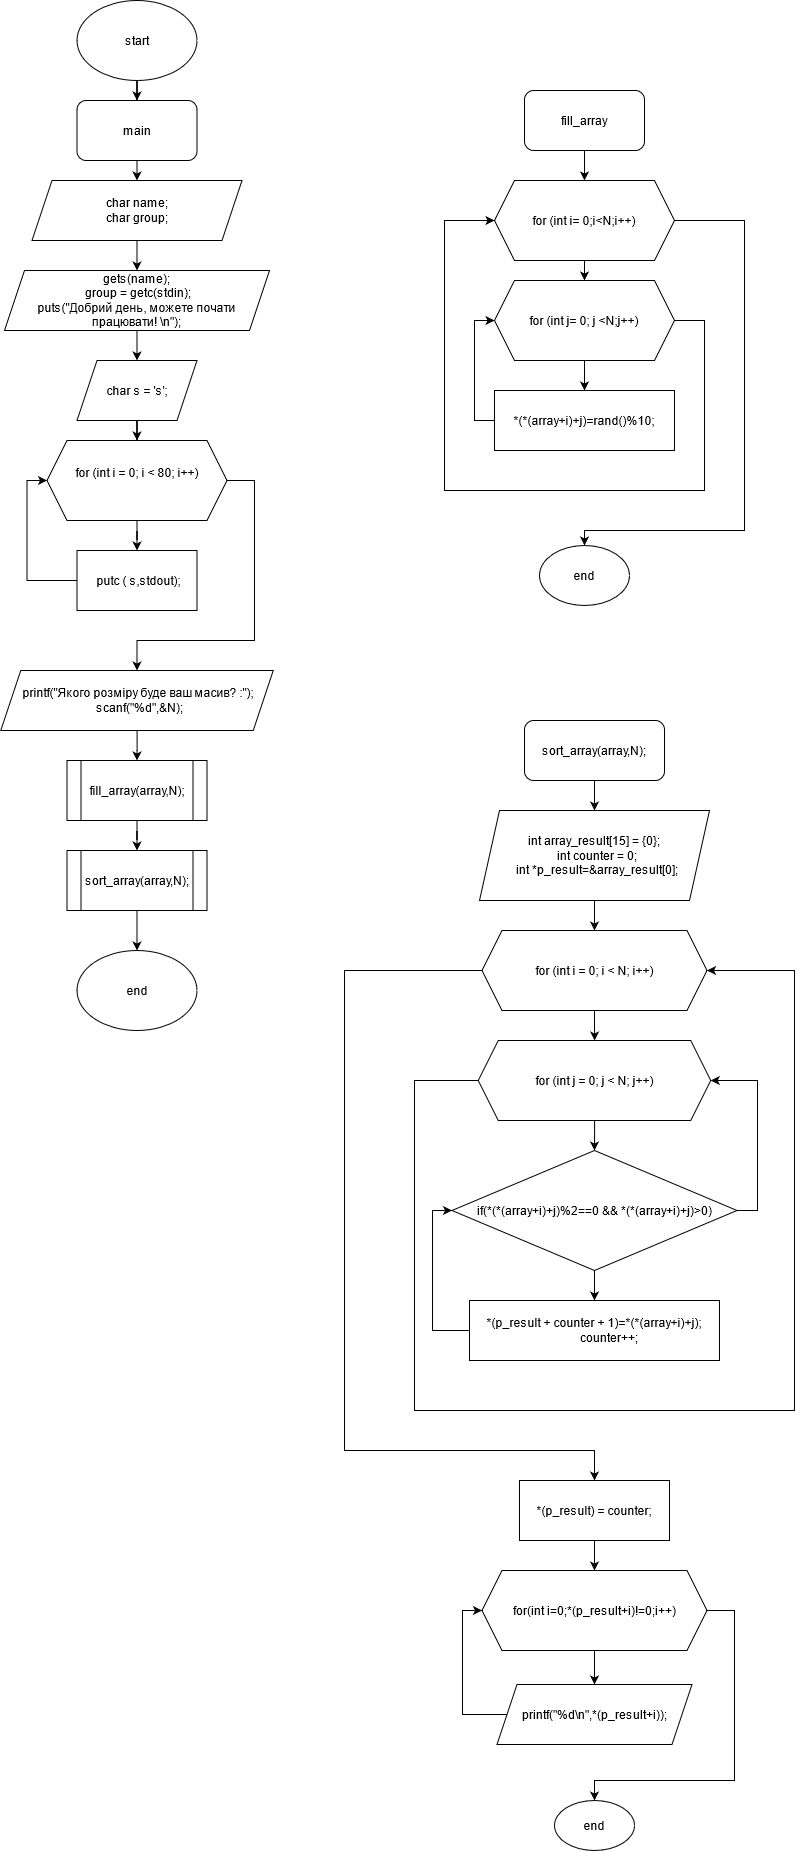 start
main
char name;
char group;
gets(name);
group = getc(stdin);
puts("Добрий день, можете почати
працювати! \n");
char s = 's';
for (int i = 0; i < 80; i++)
putc ( s,stdout);
printf("Якого розміру буде ваш масив? :");
scanf("%d",&N);
fill_array(array,N);
sort_array(array,N);
end
fill_array
for (int i= 0;i<N;i++)
for (int j= 0; j <N;j++)
*(*(array+i)+j)=rand()%10;
end
sort_array(array,N);
int array_result[15] = {0};
int counter = 0;
int *p_result=&array_result[0];
for (int i = 0; i < N; i++)
for (int j = 0; j < N; j++)
if(*(*(array+i)+j)%2==0 && *(*(array+i)+j)>0)
*(p_result + counter + 1)=*(*(array+i)+j);
counter++;
*(p_result) = counter;
for(int i=0;*(p_result+i)!=0;i++)
printf("%d\n",*(p_result+i));
end